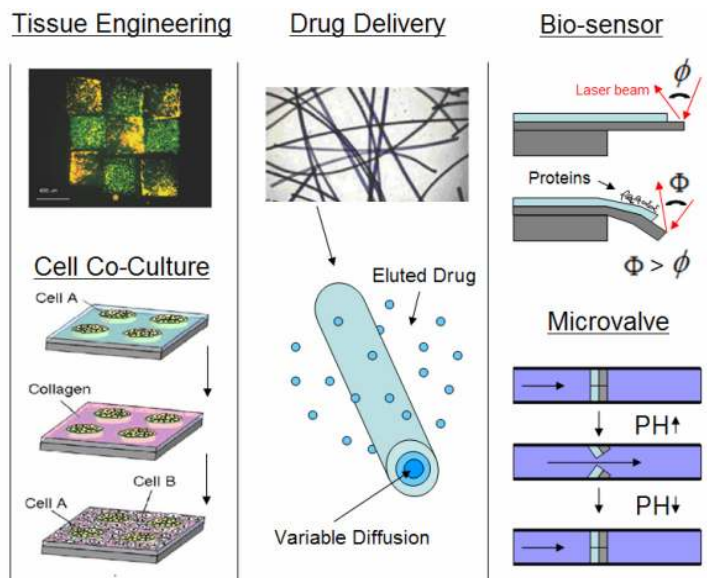 Tissue Engineering
Cell Co-Culture
Cell A
Collagen
Cell B
Cell A
Drug Delivery
Eluted Drug
Variable Diffusion
Bio-sensor
Laser beam
ϕ
Proteins
Φ
Φ > ϕ
Microvalve
PH↑
PH↓